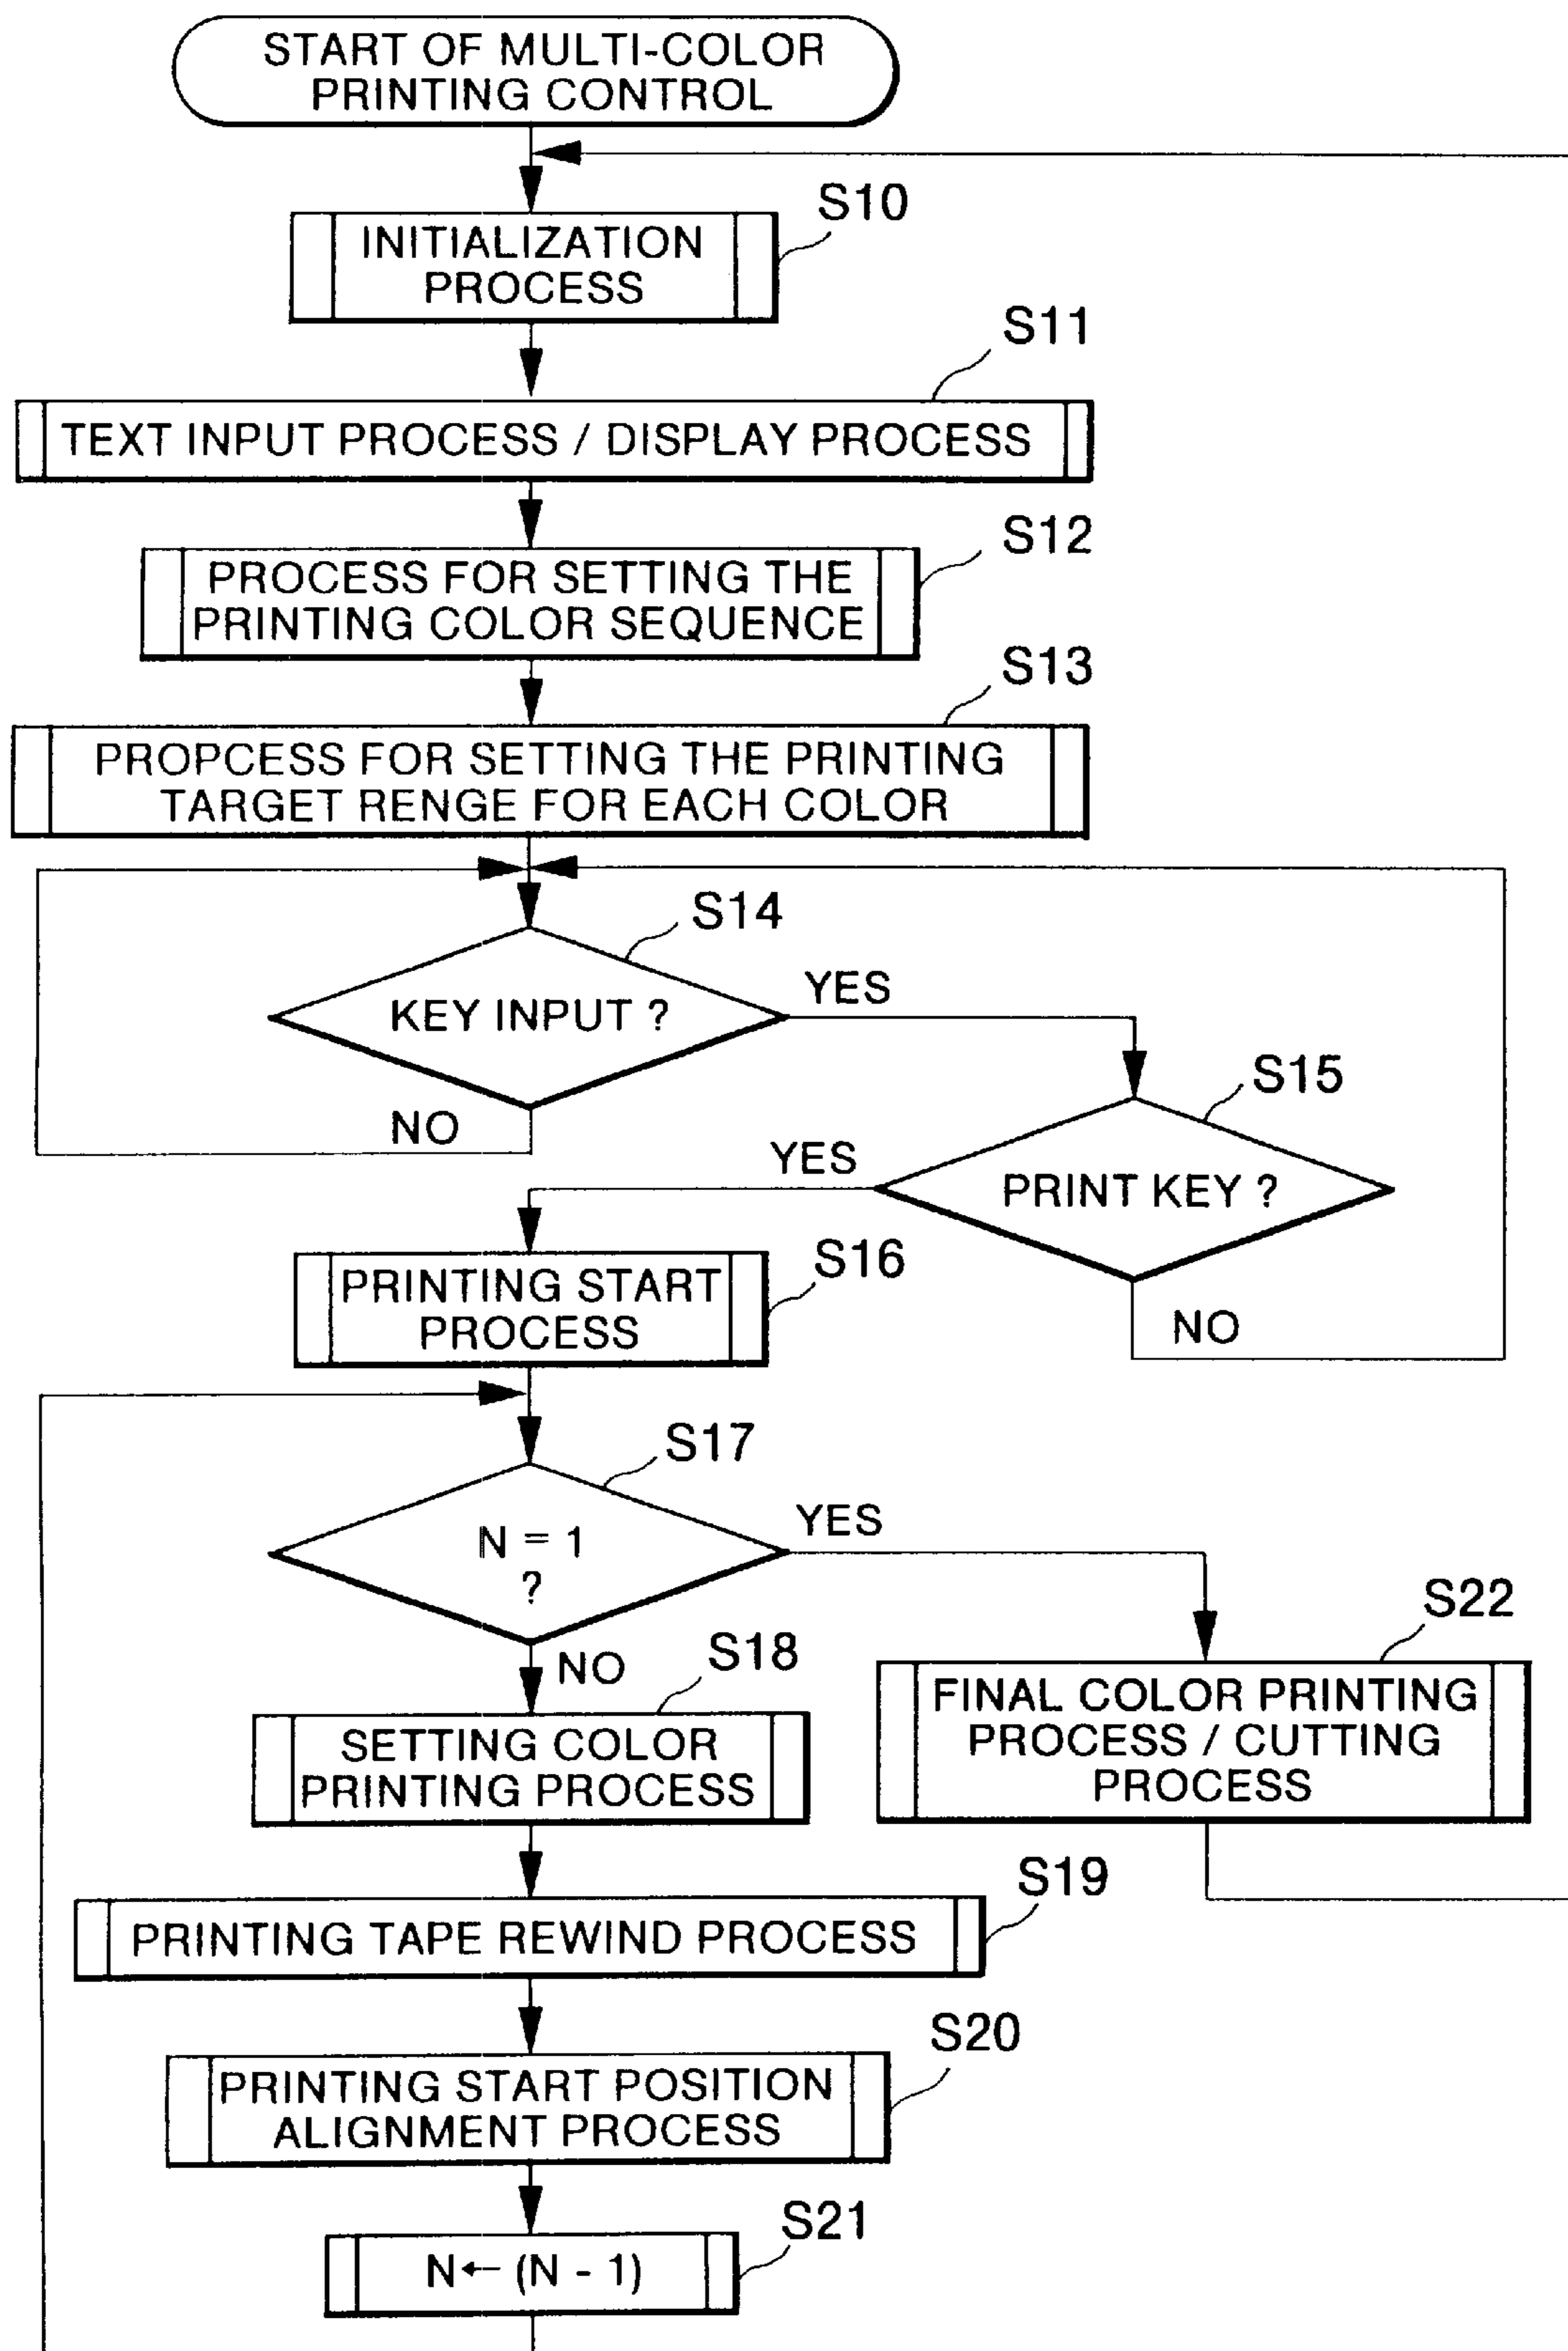 START OF MULTI-COLOR
PRINTING CONTROL
S10
INITIALIZATION
PROCESS
S11
TEXT INPUT PROCESS / DISPLAY PROCESS
S12
PROCESS FOR SETTING THE
PRINTING COLOR SEQUENCE
S13
PROPCESS FOR SETTING THE PRINTING
TARGET RENGE FOR EACH COLOR
S14
KEY INPUT ?
YES
NO
S15
PRINT KEY ?
YES
NO
S16
PRINTING START
PROCESS
S17
N = 1
?
YES
NO
S18
SETTING COLOR
PRINTING PROCESS
S22
FINAL COLOR PRINTING
PROCESS / CUTTING
PROCESS
S19
PRINTING TAPE REWIND PROCESS
S20
PRINTING START POSITION
ALIGNMENT PROCESS
S21
N← (N - 1)